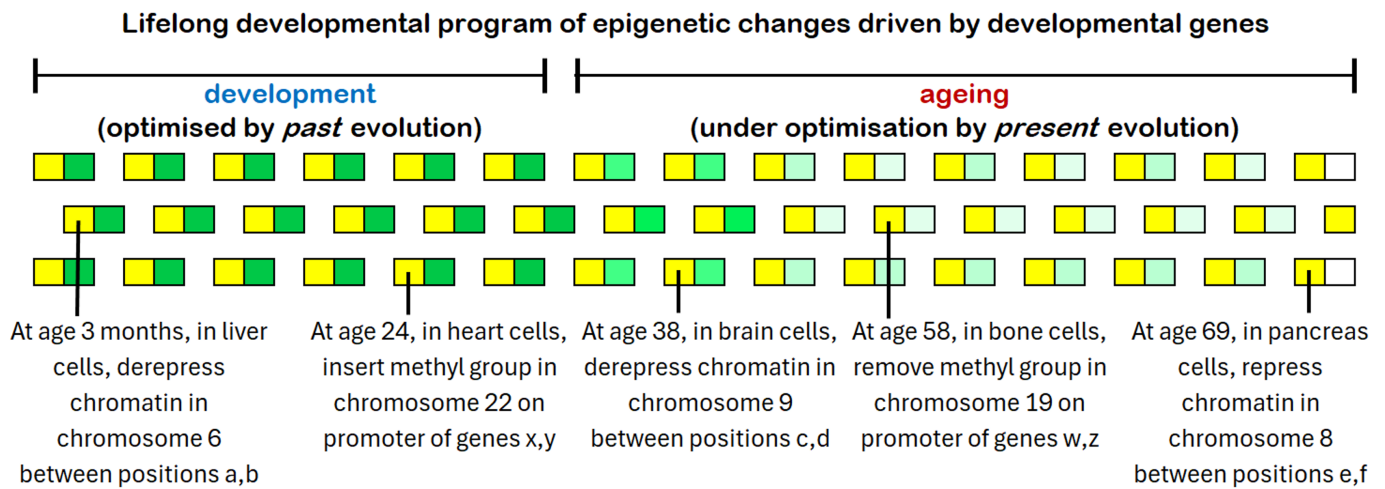 Lifelong developmental program of epigenetic changes driven by developmental genes
development
(optimised by past evolution)
ageing
(under optimisation by present evolution)
At age 3 months, in liver
cells, derepress
chromatin in
chromosome 6
between positions a,b
At age 24, in heart cells,
insert methyl group in
chromosome 22 on
promoter of genes x,y
At age 38, in brain cells,
derepress chromatin in
chromosome 9
between positions c,d
At age 58, in bone cells,
remove methyl group in
chromosome 19 on
promoter of genes w,z
At age 69, in pancreas
cells, repress
chromatin in
chromosome 8
between positions e,f